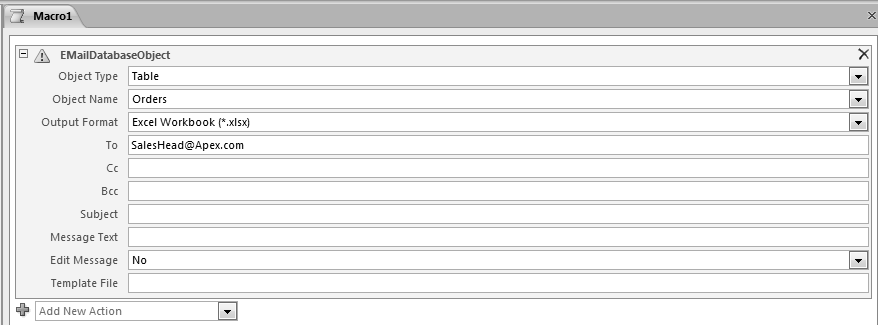 Macro1
EMailDatabaseObject
Object Type Table
Object Name Orders
Output Format Excel Workbook (*.xlsx)
To SalesHead@Apex.com
Cc
Bcc
Subject
Message Text
Edit Message No
Template File
Add New Action